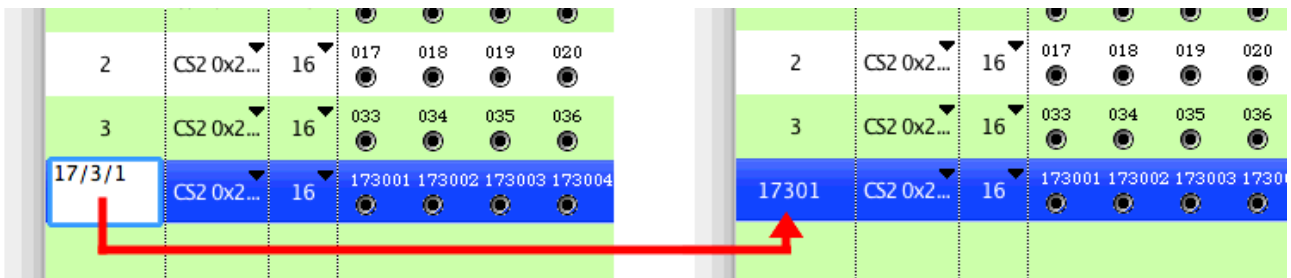 017 018 019 020
2 CS2 0x2... 16
033 034 035 036
3 CS2 0x2... 16
17/3/1
173001 173002 173003 173004
CS2 0x2... 16
017 018 019 020
2 CS2 0x2... 16
033 034 035 036
3 CS2 0x2... 16
173001 173002 173003 1730
17301 CS2 0x2... 16